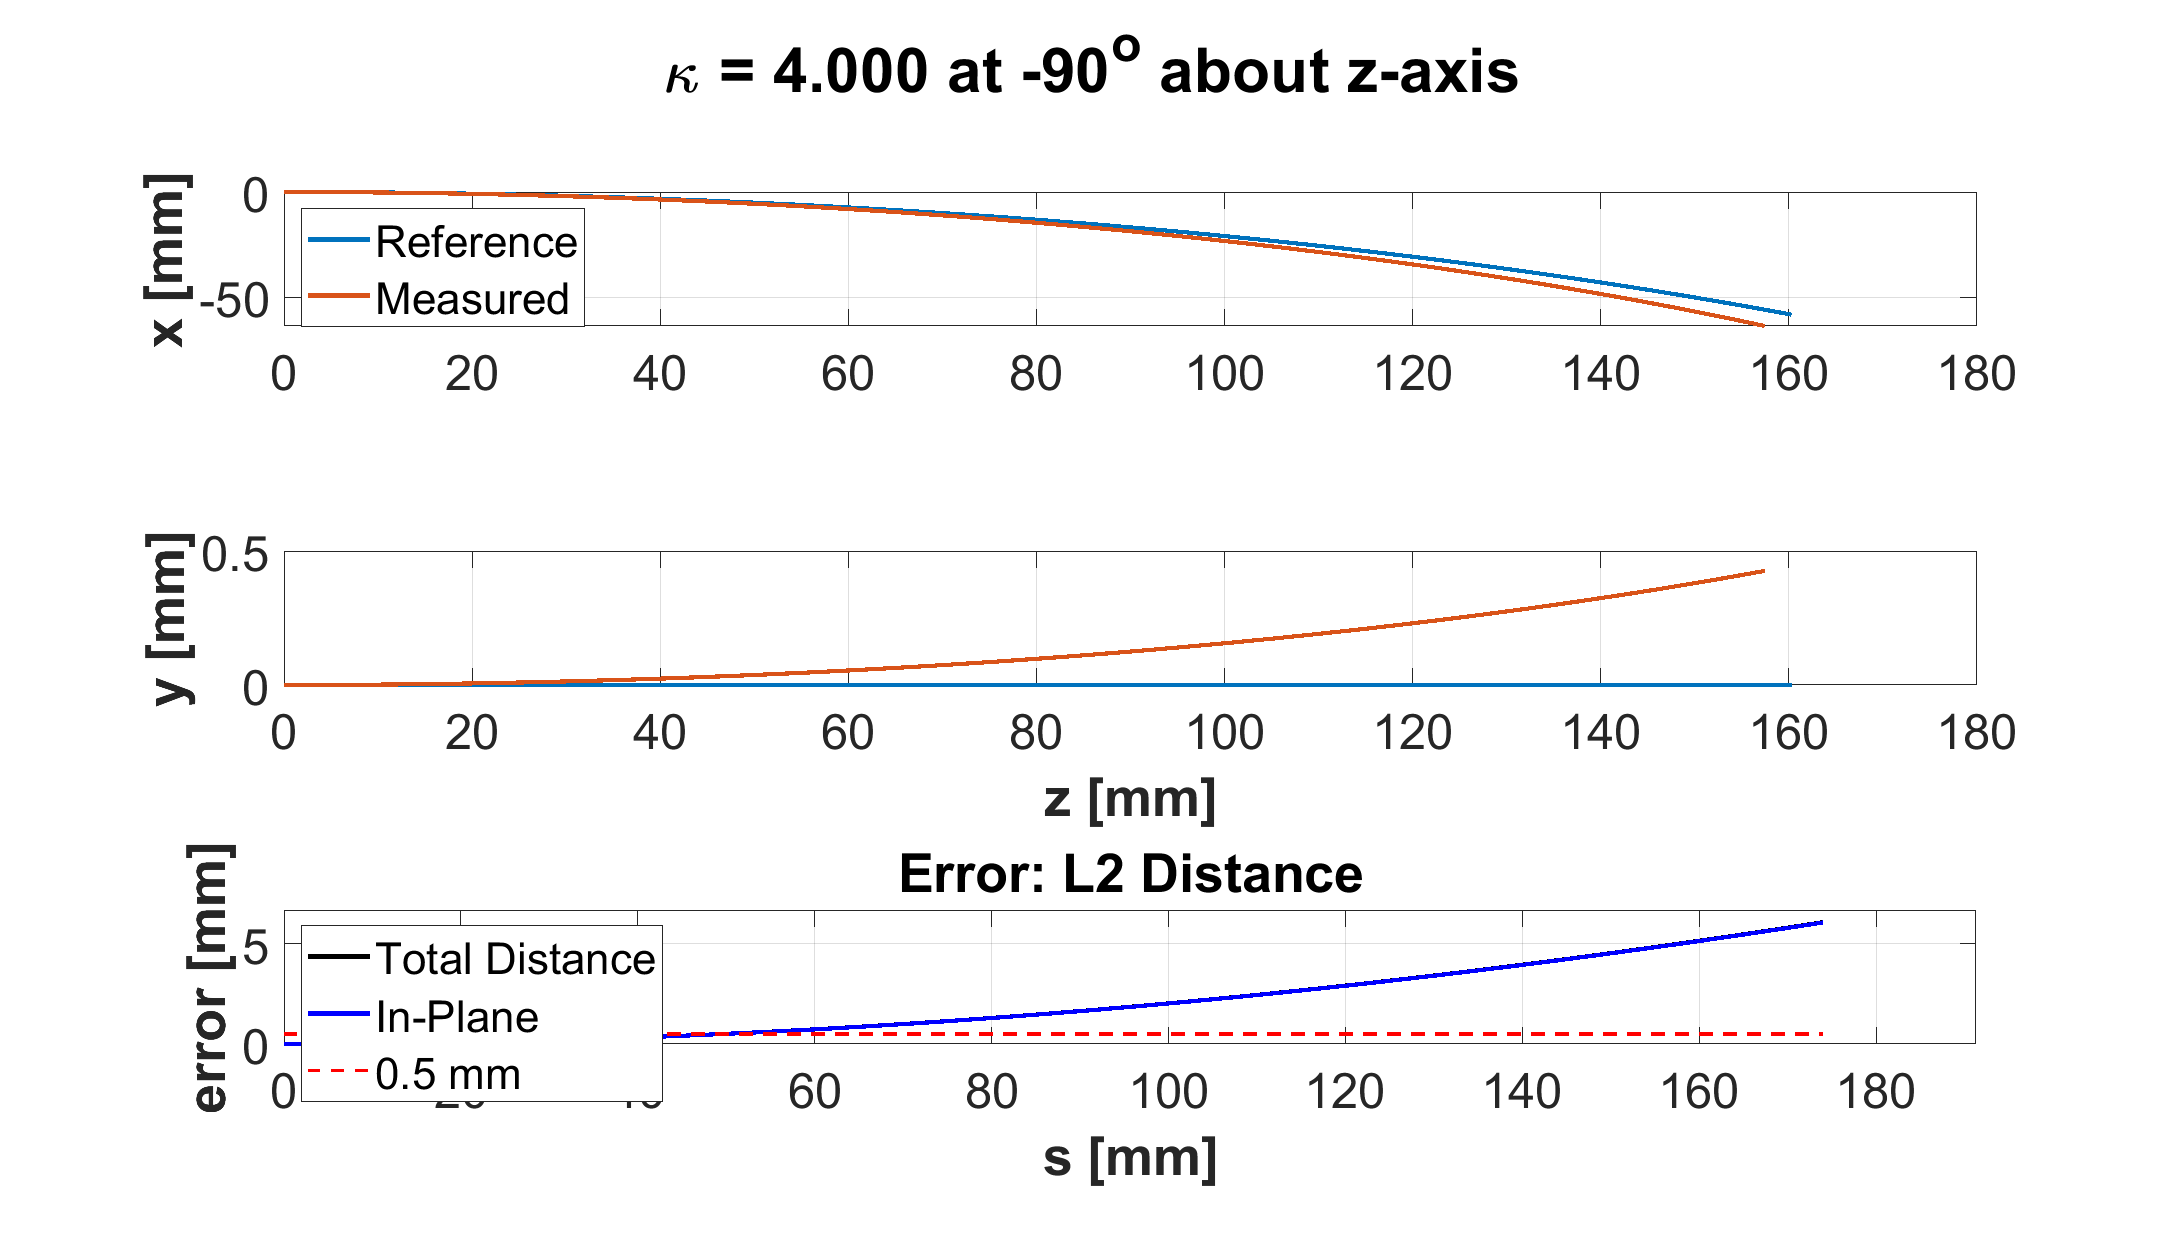 κ = 4.000 at -90° about z-axis
x [mm]
0
-50
Reference
Measured
0 20 40 60 80 100 120 140 160 180
y [mm]
0.5
0
0 20 40 60 80 100 120 140 160 180
z [mm]
Error: L2 Distance
error [mm]
5
0
Total Distance
In-Plane
0.5 mm
0 20 40 60 80 100 120 140 160 180
s [mm]